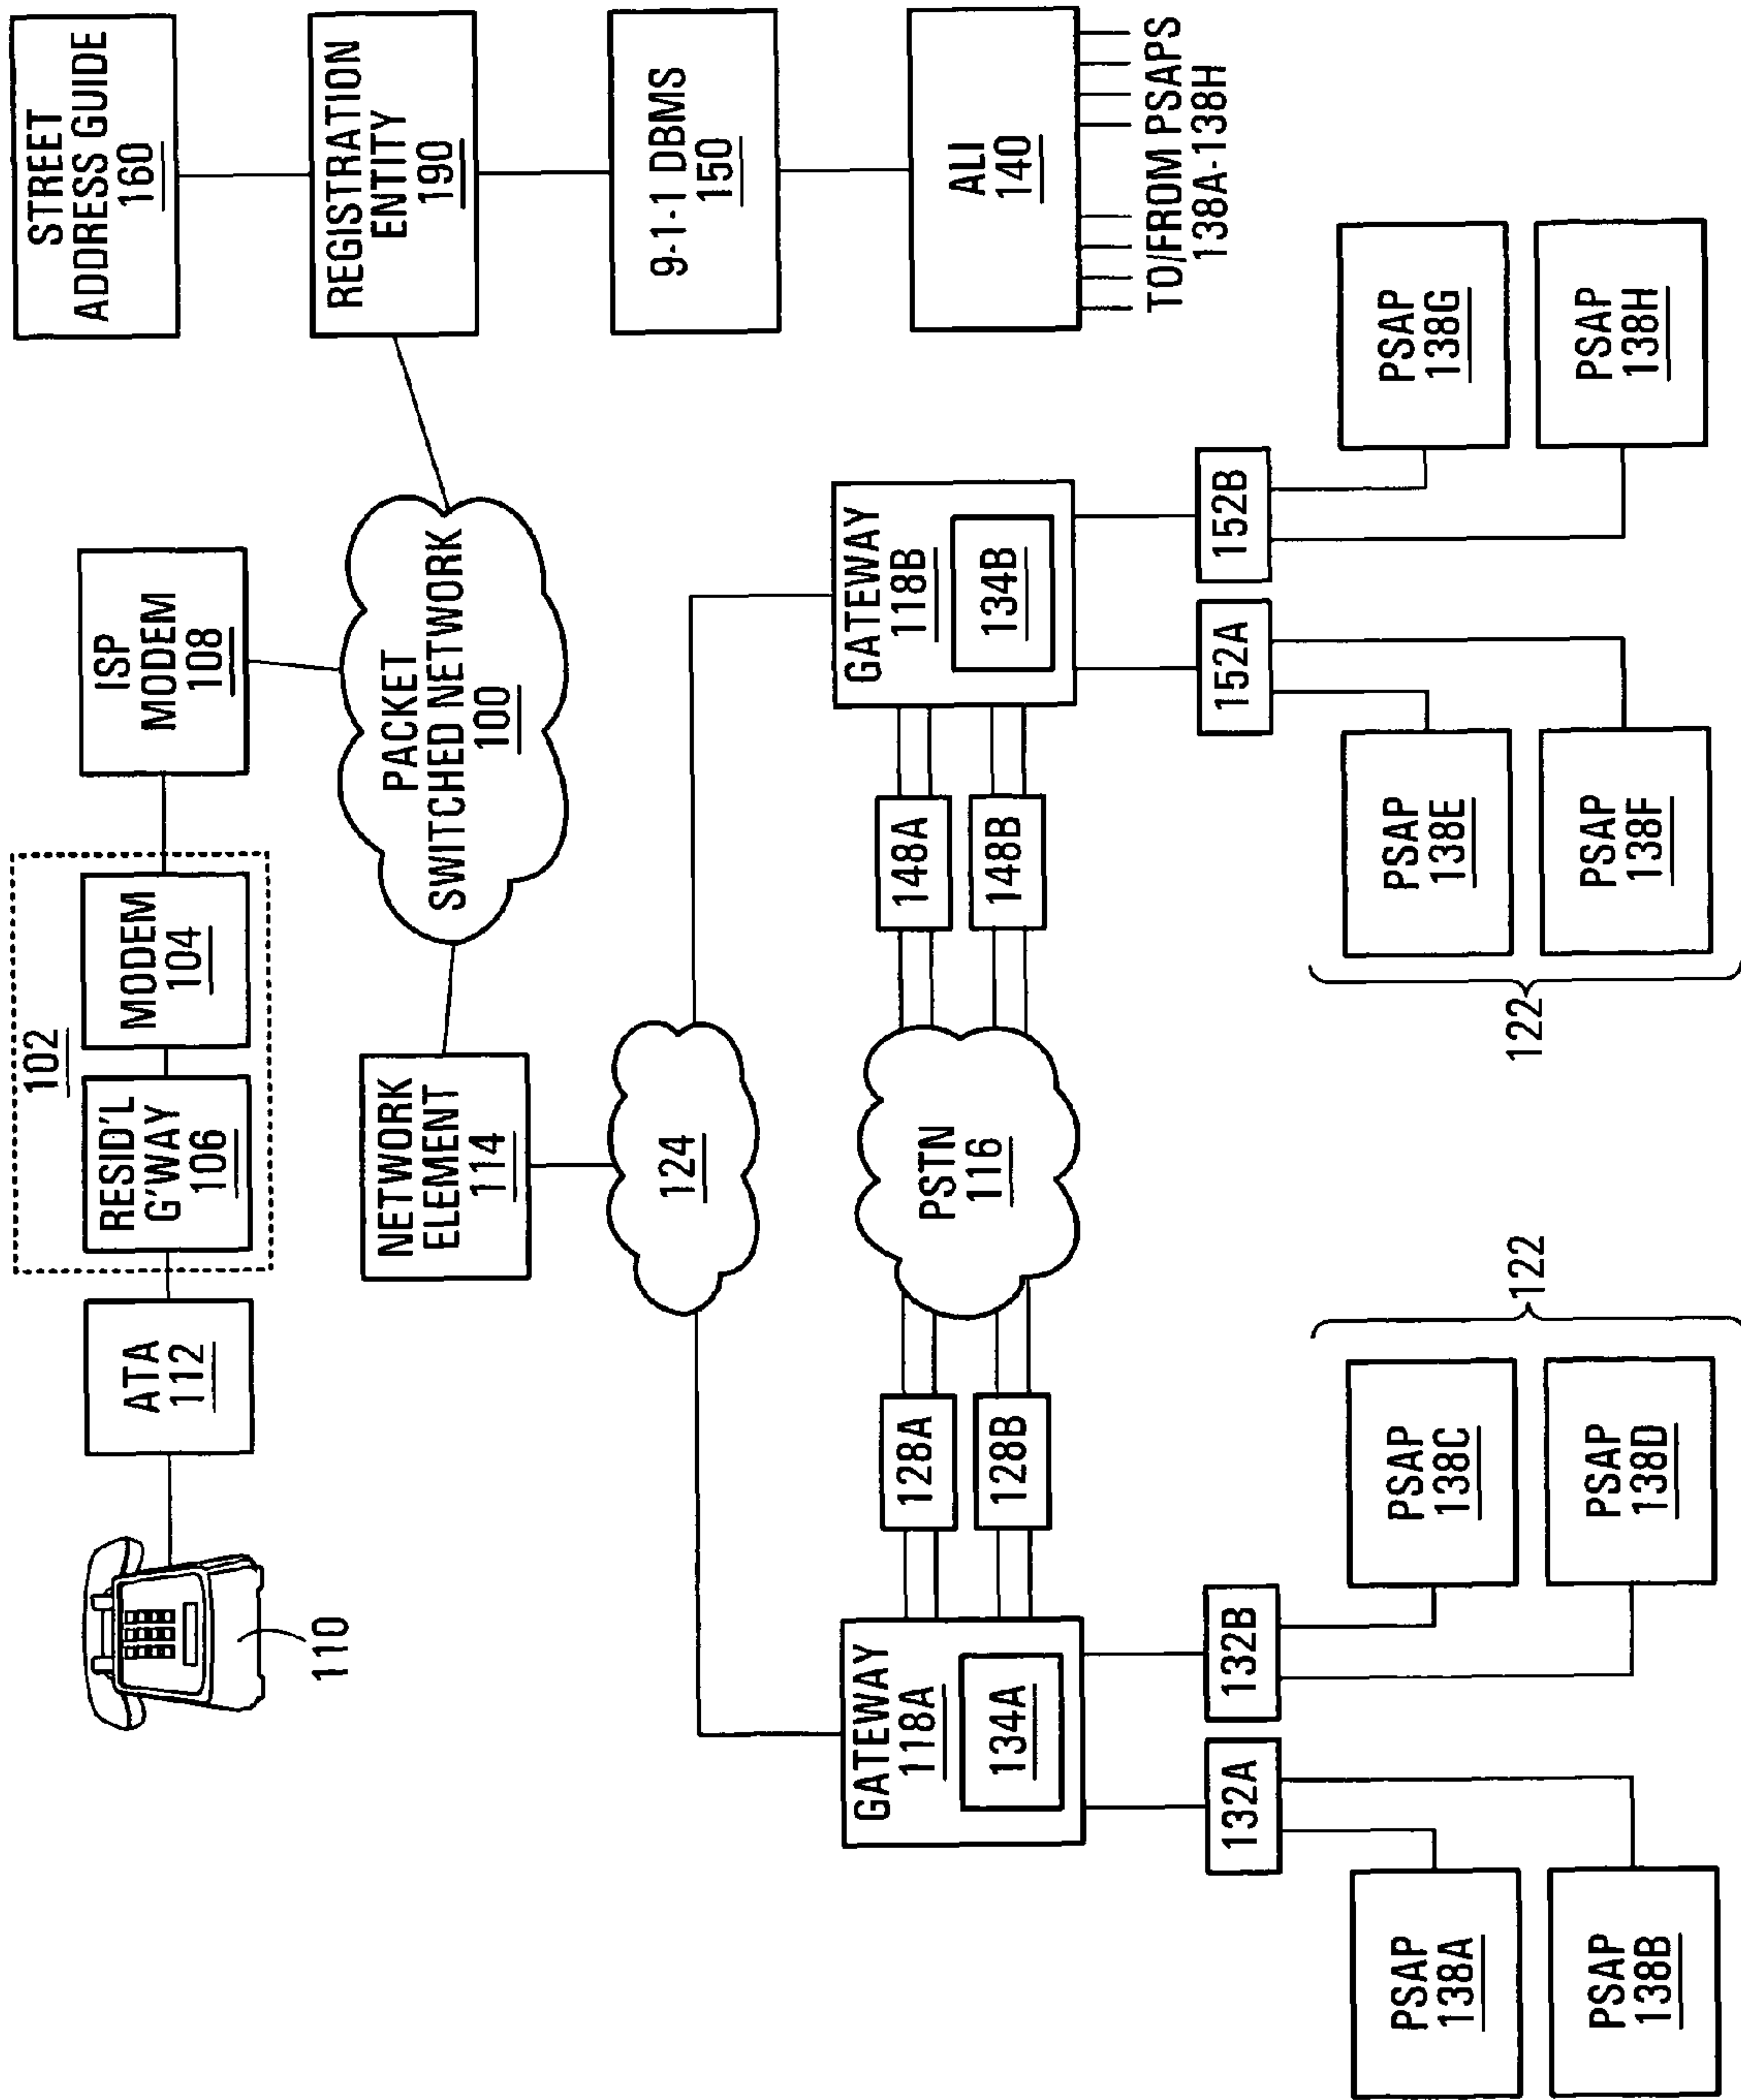 110
ATA
112
102
RESID'L
G'WAY
106
MODEM
104
ISP
MODEM
108
STREET
ADDRESS GUIDE
160
REGISTRATION
ENTITY
190
PACKET
SWITCHED NETWORK
100
NETWORK
ELEMENT
114
9-1-1 DBMS
150
124
ALI
140
TO/FROM PSAPS
138A-138H
GATEWAY
118A
134A
128A
128B
PSTN
116
148A
148B
GATEWAY
118B
134B
132A
132B
152A
152B
PSAP
138A
PSAP
138B
PSAP
138C
PSAP
138D
122
122
PSAP
138E
PSAP
138F
PSAP
138G
PSAP
138H